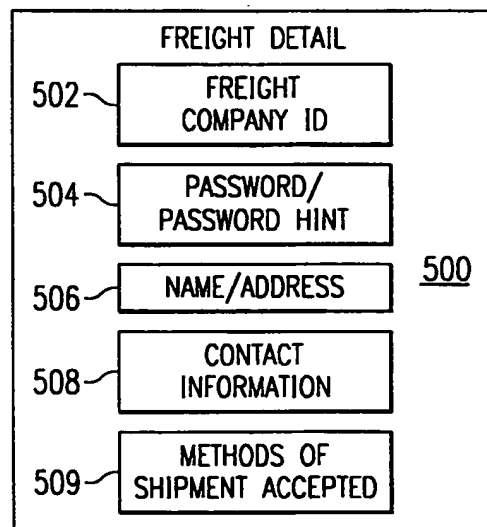 FREIGHT DETAIL
502
FREIGHT
COMPANY ID
504
PASSWORD/
PASSWORD HINT
500
506
NAME/ADDRESS
508
CONTACT
INFORMATION
509
METHODS OF
SHIPMENT ACCEPTED